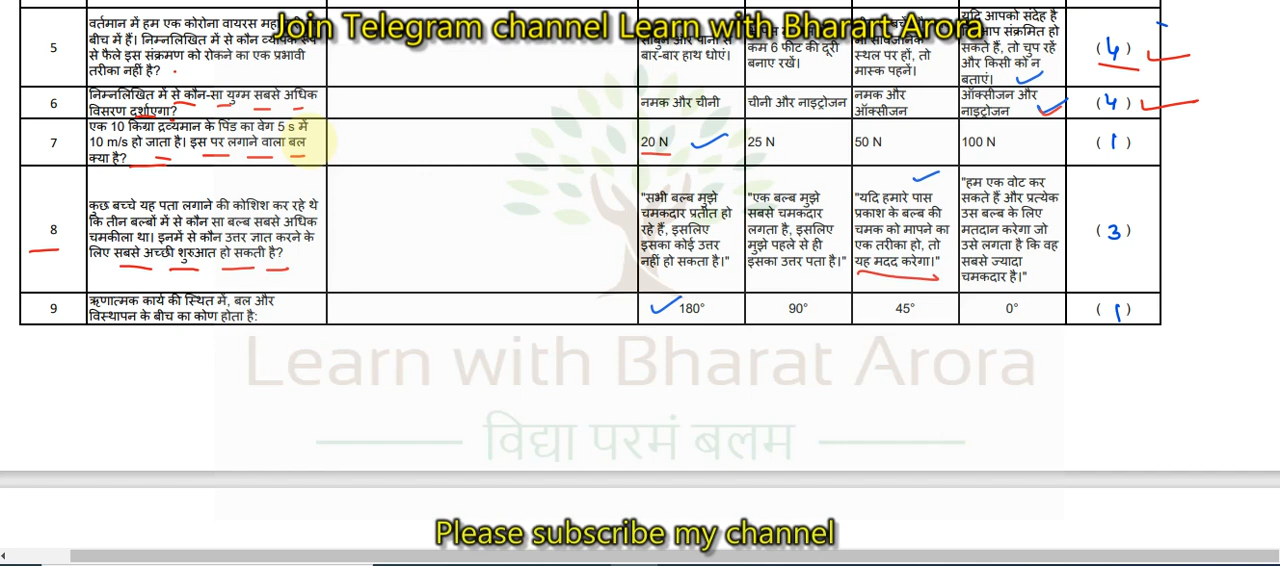 Join Telegram channel Learn with Bharart Arora
5
वर्तमान में हम एक कोरोना वायरस
बीच में हैं। निम्नलिखित में से कौन व्यापक रूप
से फैले इस संक्रमण को रोकने का एक प्रभावी
तरीका नहीं है?
साबुन और पानी से
बार-बार हाथ धोएं।
कम 6 फीट की दूरी
बनाए रखें।
स्थल पर हों, तो
मास्क पहनें।
यदि आपको संदेह है
आप संक्रमित हो
सकते हैं, तो चुप रहें
और किसी को न
बताएं।
( 4 )
6
निम्नलिखित में से कौन-सा युग्म सबसे अधिक
विसरण दर्शाएगा?
नमक और चीनी
चीनी और नाइट्रोजन
नमक और
ऑक्सीजन
ऑक्सीजन और
नाइट्रोजन
( 4 )
7
एक 10 किग्रा द्रव्यमान के पिंड का वेग 5 s में
10 m/s हो जाता है। इस पर लगाने वाला बल
क्या है?
20 N
25 N
50 N
100 N
( 1 )
8
कुछ बच्चे यह पता लगाने की कोशिश कर रहे थे
कि तीन बल्बों में से कौन सा बल्ब सबसे अधिक
चमकीला था। इनमें से कौन उत्तर ज्ञात करने के
लिए सबसे अच्छी शुरुआत हो सकती है?
"सभी बल्ब मुझे
चमकदार प्रतीत हो
रहे हैं, इसलिए
इसका कोई उत्तर
नहीं हो सकता है।"
"एक बल्ब मुझे
सबसे चमकदार
लगता है, इसलिए
मुझे पहले से ही
इसका उत्तर पता है।"
"यदि हमारे पास
प्रकाश के बल्ब की
चमक को मापने का
एक तरीका हो, तो
यह मदद करेगा।"
"हम एक वोट कर
सकते हैं और प्रत्येक
उस बल्ब के लिए
मतदान करेगा जो
उसे लगता है कि वह
सबसे ज्यादा
चमकदार है।"
( 3 )
9
ऋणात्मक कार्य की स्थित में, बल और
विस्थापन के बीच का कोण होता है:
180°
90°
45°
0°
( 1 )
Learn with Bharat Arora
विद्या परमं बलम
Please subscribe my channel